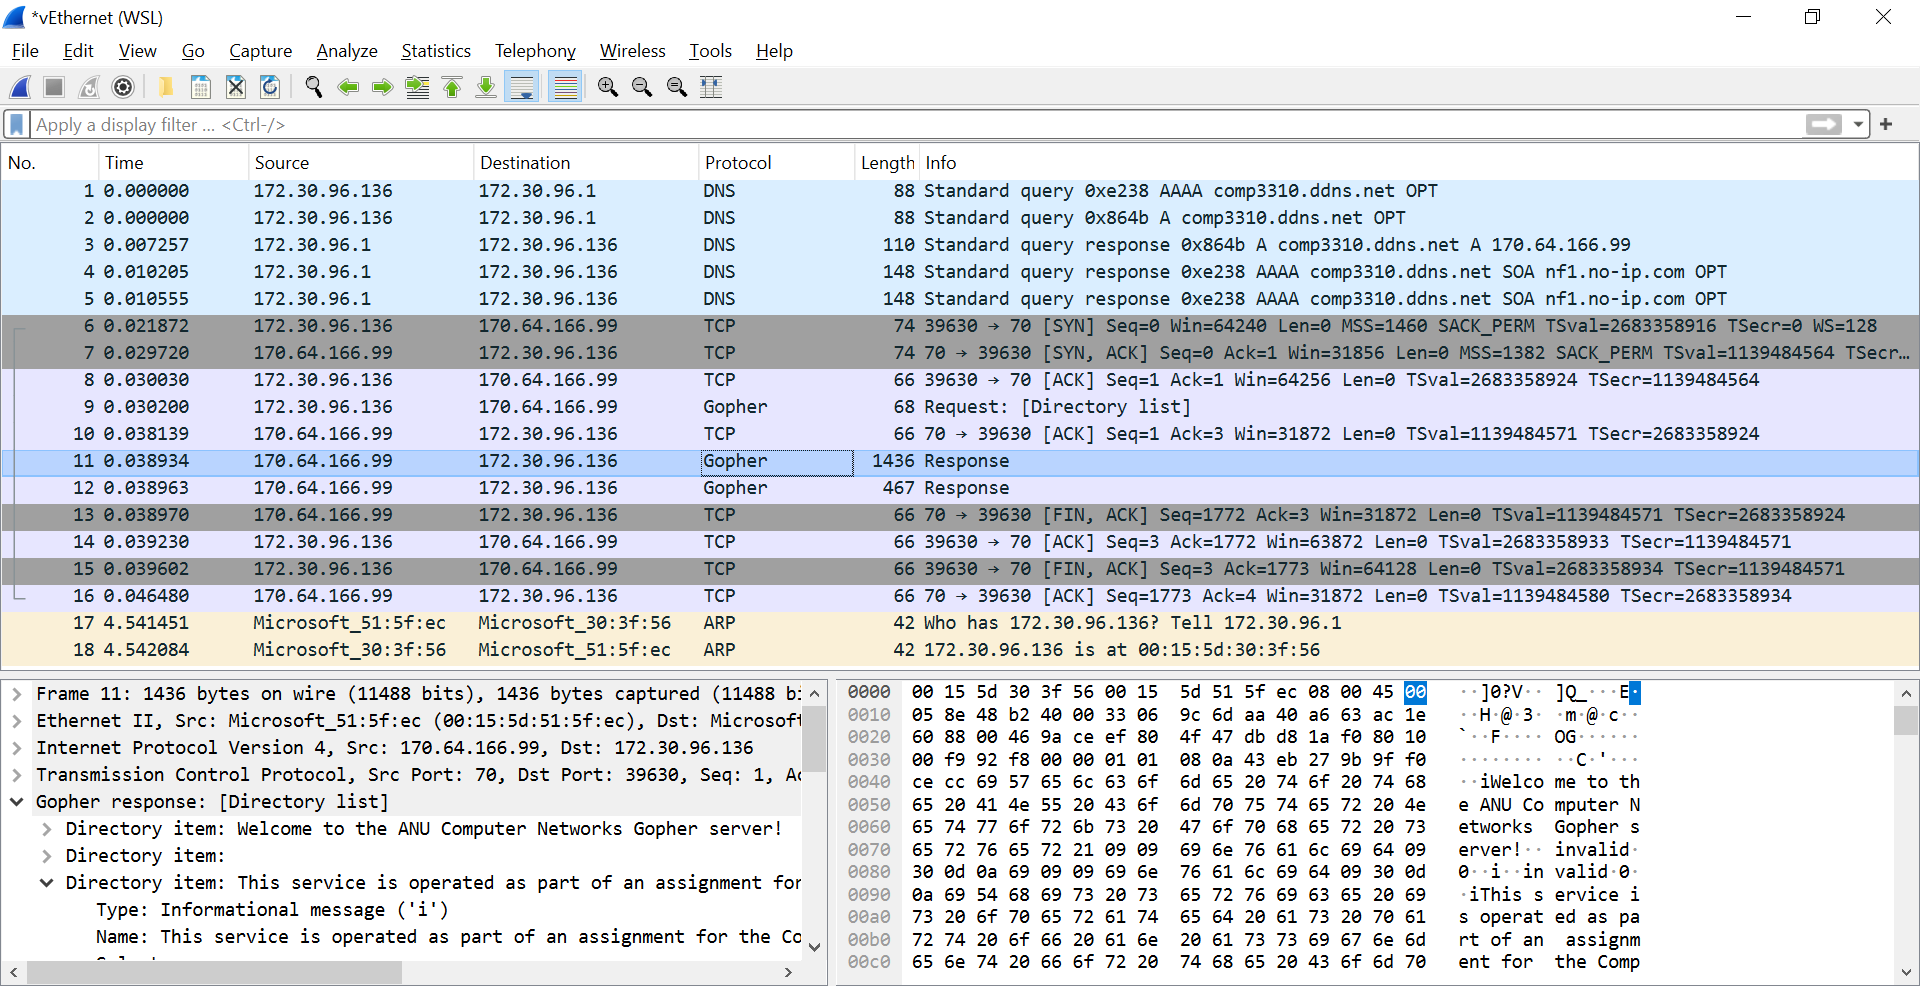 *vEthernet (WSL)
File Edit View Go Capture Analyze Statistics Telephony Wireless Tools Help
Apply a display filter ... <Ctrl-/>
No. Time Source Destination Protocol Length Info
1 0.000000 172.30.96.136 172.30.96.1 DNS 88 Standard query 0xe238 AAAA comp3310.ddns.net OPT
2 0.000000 172.30.96.136 172.30.96.1 DNS 88 Standard query 0x864b A comp3310.ddns.net OPT
3 0.007257 172.30.96.1 172.30.96.136 DNS 110 Standard query response 0x864b A comp3310.ddns.net A 170.64.166.99
4 0.010205 172.30.96.1 172.30.96.136 DNS 148 Standard query response 0xe238 AAAA comp3310.ddns.net SOA nf1.no-ip.com OPT
5 0.010555 172.30.96.1 172.30.96.136 DNS 148 Standard query response 0xe238 AAAA comp3310.ddns.net SOA nf1.no-ip.com OPT
6 0.021872 172.30.96.136 170.64.166.99 TCP 74 39630 → 70 [SYN] Seq=0 Win=64240 Len=0 MSS=1460 SACK_PERM TSval=2683358916 TSecr=0 WS=128
7 0.029720 170.64.166.99 172.30.96.136 TCP 74 70 → 39630 [SYN, ACK] Seq=0 Ack=1 Win=31856 Len=0 MSS=1382 SACK_PERM TSval=1139484564 TSecr…
8 0.030030 172.30.96.136 170.64.166.99 TCP 66 39630 → 70 [ACK] Seq=1 Ack=1 Win=64256 Len=0 TSval=2683358924 TSecr=1139484564
9 0.030200 172.30.96.136 170.64.166.99 Gopher 68 Request: [Directory list]
10 0.038139 170.64.166.99 172.30.96.136 TCP 66 70 → 39630 [ACK] Seq=1 Ack=3 Win=31872 Len=0 TSval=1139484571 TSecr=2683358924
11 0.038934 170.64.166.99 172.30.96.136 Gopher 1436 Response
12 0.038963 170.64.166.99 172.30.96.136 Gopher 467 Response
13 0.038970 170.64.166.99 172.30.96.136 TCP 66 70 → 39630 [FIN, ACK] Seq=1772 Ack=3 Win=31872 Len=0 TSval=1139484571 TSecr=2683358924
14 0.039230 172.30.96.136 170.64.166.99 TCP 66 39630 → 70 [ACK] Seq=3 Ack=1772 Win=63872 Len=0 TSval=2683358933 TSecr=1139484571
15 0.039602 172.30.96.136 170.64.166.99 TCP 66 39630 → 70 [FIN, ACK] Seq=3 Ack=1773 Win=64128 Len=0 TSval=2683358934 TSecr=1139484571
16 0.046480 170.64.166.99 172.30.96.136 TCP 66 70 → 39630 [ACK] Seq=1773 Ack=4 Win=31872 Len=0 TSval=1139484580 TSecr=2683358934
17 4.541451 Microsoft_51:5f:ec Microsoft_30:3f:56 ARP 42 Who has 172.30.96.136? Tell 172.30.96.1
18 4.542084 Microsoft_30:3f:56 Microsoft_51:5f:ec ARP 42 172.30.96.136 is at 00:15:5d:30:3f:56
Frame 11: 1436 bytes on wire (11488 bits), 1436 bytes captured (11488 bi
Ethernet II, Src: Microsoft_51:5f:ec (00:15:5d:51:5f:ec), Dst: Microsoft
Internet Protocol Version 4, Src: 170.64.166.99, Dst: 172.30.96.136
Transmission Control Protocol, Src Port: 70, Dst Port: 39630, Seq: 1, Ac
Gopher response: [Directory list]
Directory item: Welcome to the ANU Computer Networks Gopher server!
Directory item:
Directory item: This service is operated as part of an assignment for
Type: Informational message ('i')
Name: This service is operated as part of an assignment for the Co
0000 00 15 5d 30 3f 56 00 15 5d 51 5f ec 08 00 45 00 ··]0?V·· ]Q_···E·
0010 05 8e 48 b2 40 00 33 06 9c 6d aa 40 a6 63 ac 1e ··H·@·3· ·m·@·c··
0020 60 88 00 46 9a ce ef 80 4f 47 db d8 1a f0 80 10 `··F···· OG······
0030 00 f9 92 f8 00 00 01 01 08 0a 43 eb 27 9b 9f f0 ········ ··C·'···
0040 ce cc 69 57 65 6c 63 6f 6d 65 20 74 6f 20 74 68 ··iWelco me to th
0050 65 20 41 4e 55 20 43 6f 6d 70 75 74 65 72 20 4e e ANU Co mputer N
0060 65 74 77 6f 72 6b 73 20 47 6f 70 68 65 72 20 73 etworks Gopher s
0070 65 72 76 65 72 21 09 09 69 6e 76 61 6c 69 64 09 erver!·· invalid·
0080 30 0d 0a 69 09 09 69 6e 76 61 6c 69 64 09 30 0d 0··i··in valid·0·
0090 0a 69 54 68 69 73 20 73 65 72 76 69 63 65 20 69 ·iThis s ervice i
00a0 73 20 6f 70 65 72 61 74 65 64 20 61 73 20 70 61 s operat ed as pa
00b0 72 74 20 6f 66 20 61 6e 20 61 73 73 69 67 6e 6d rt of an assignm
00c0 65 6e 74 20 66 6f 72 20 74 68 65 20 43 6f 6d 70 ent for the Comp